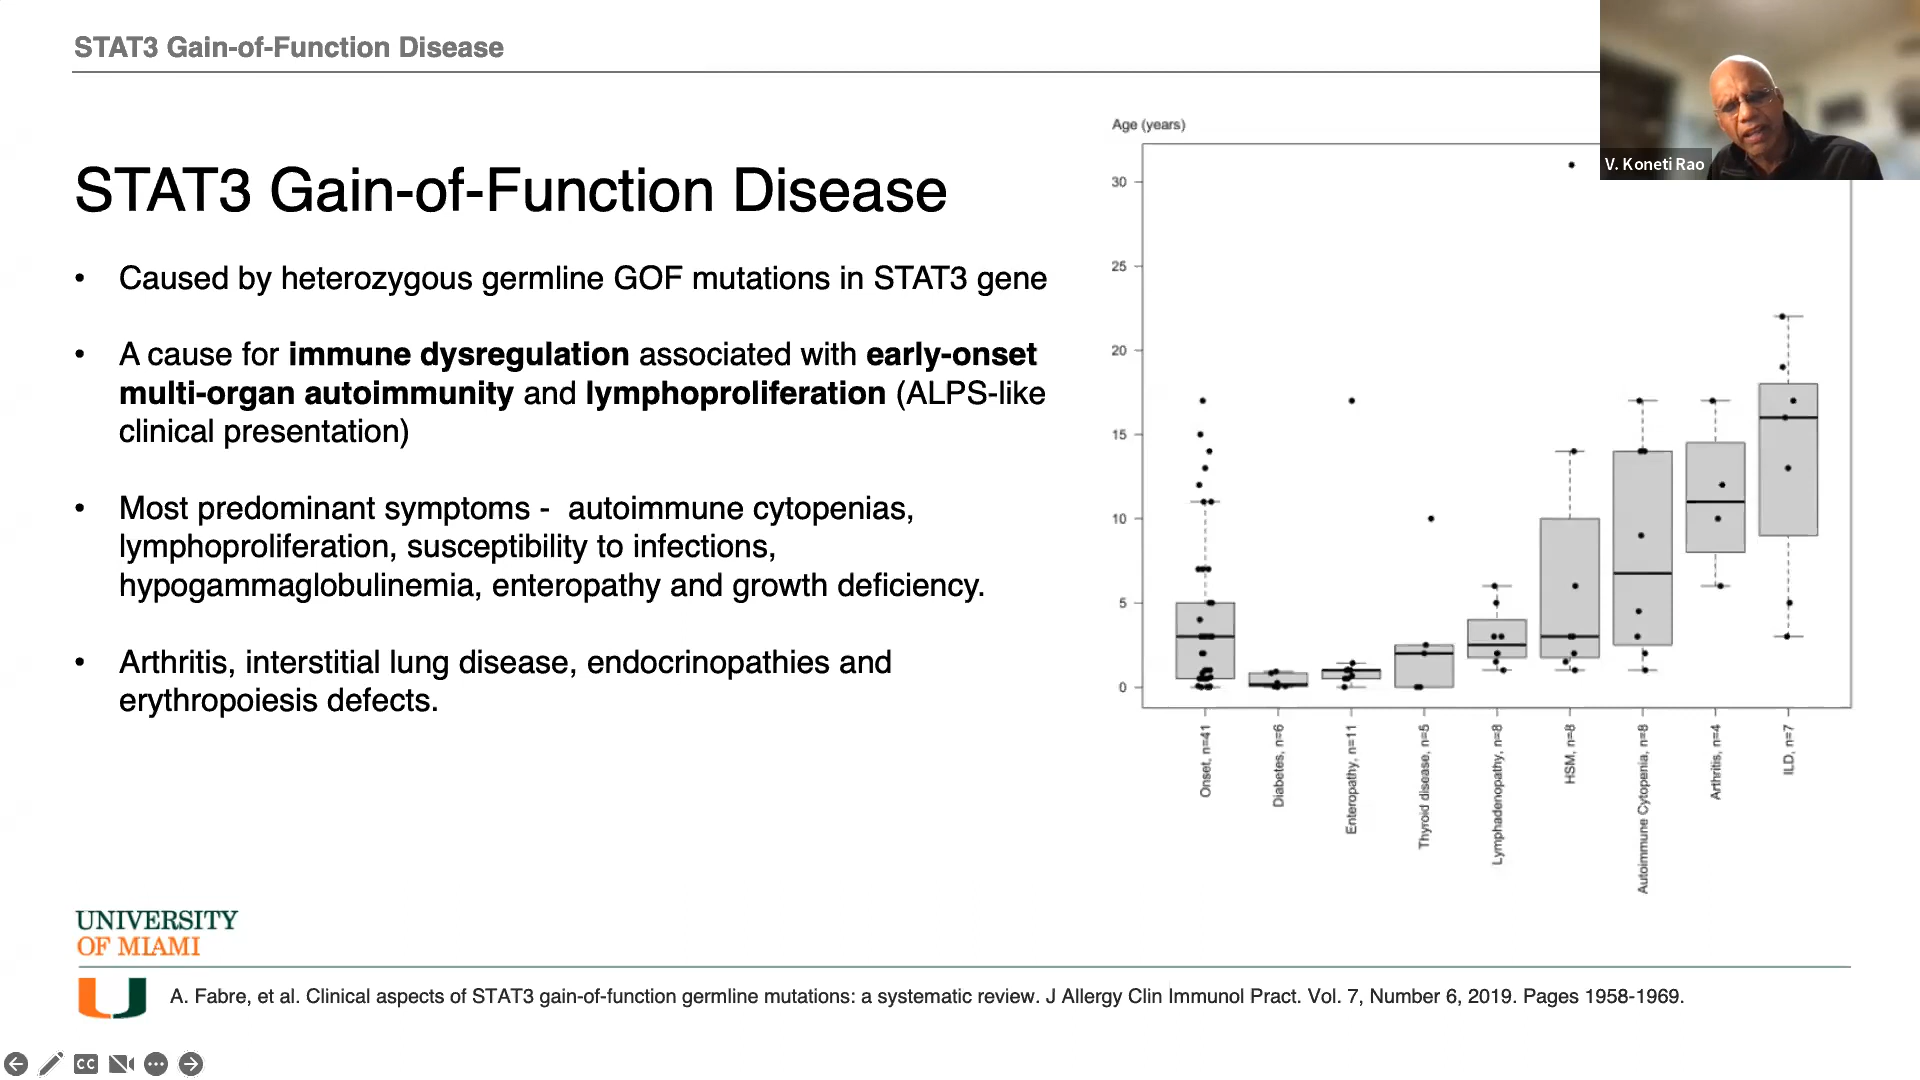 STAT3 Gain-of-Function Disease
V. Koneti Rao
STAT3 Gain-of-Function Disease
• Caused by heterozygous germline GOF mutations in STAT3 gene
• A cause for immune dysregulation associated with early-onset
multi-organ autoimmunity and lymphoproliferation (ALPS-like
clinical presentation)
• Most predominant symptoms - autoimmune cytopenias,
lymphoproliferation, susceptibility to infections,
hypogammaglobulinemia, enteropathy and growth deficiency.
• Arthritis, interstitial lung disease, endocrinopathies and
erythropoiesis defects.
Age (years)
30
25
20
15
10
5
0
Onset, n=41
Diabetes, n=6
Enteropathy, n=11
Thyroid disease, n=5
Lymphadenopathy, n=8
HSM, n=8
Autoimmune Cytopenia, n=8
Arthritis, n=4
ILD, n=7
UNIVERSITY
OF MIAMI
A. Fabre, et al. Clinical aspects of STAT3 gain-of-function germline mutations: a systematic review. J Allergy Clin Immunol Pract. Vol. 7, Number 6, 2019. Pages 1958-1969.
CC